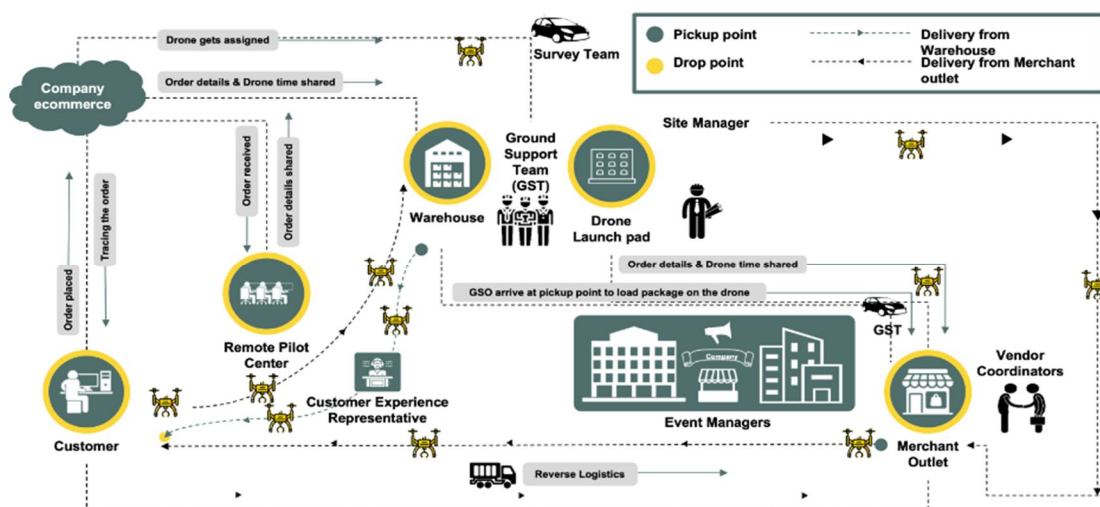 Drone gets assigned
Survey Team
Pickup point
Delivery from
Warehouse
Drop point
Delivery from Merchant
outlet
Company
ecommerce
Order details & Drone time shared
Site Manager
Ground
Support
Team
(GST)
Warehouse
Drone
Launch pad
Order placed
Tracing the order
Order received
Order details shared
Order details & Drone time shared
GSO arrive at pickup point to load package on the drone
GST
Remote Pilot
Center
Company
Vendor
Coordinators
Customer Experience
Representative
Event Managers
Customer
Merchant
Outlet
Reverse Logistics